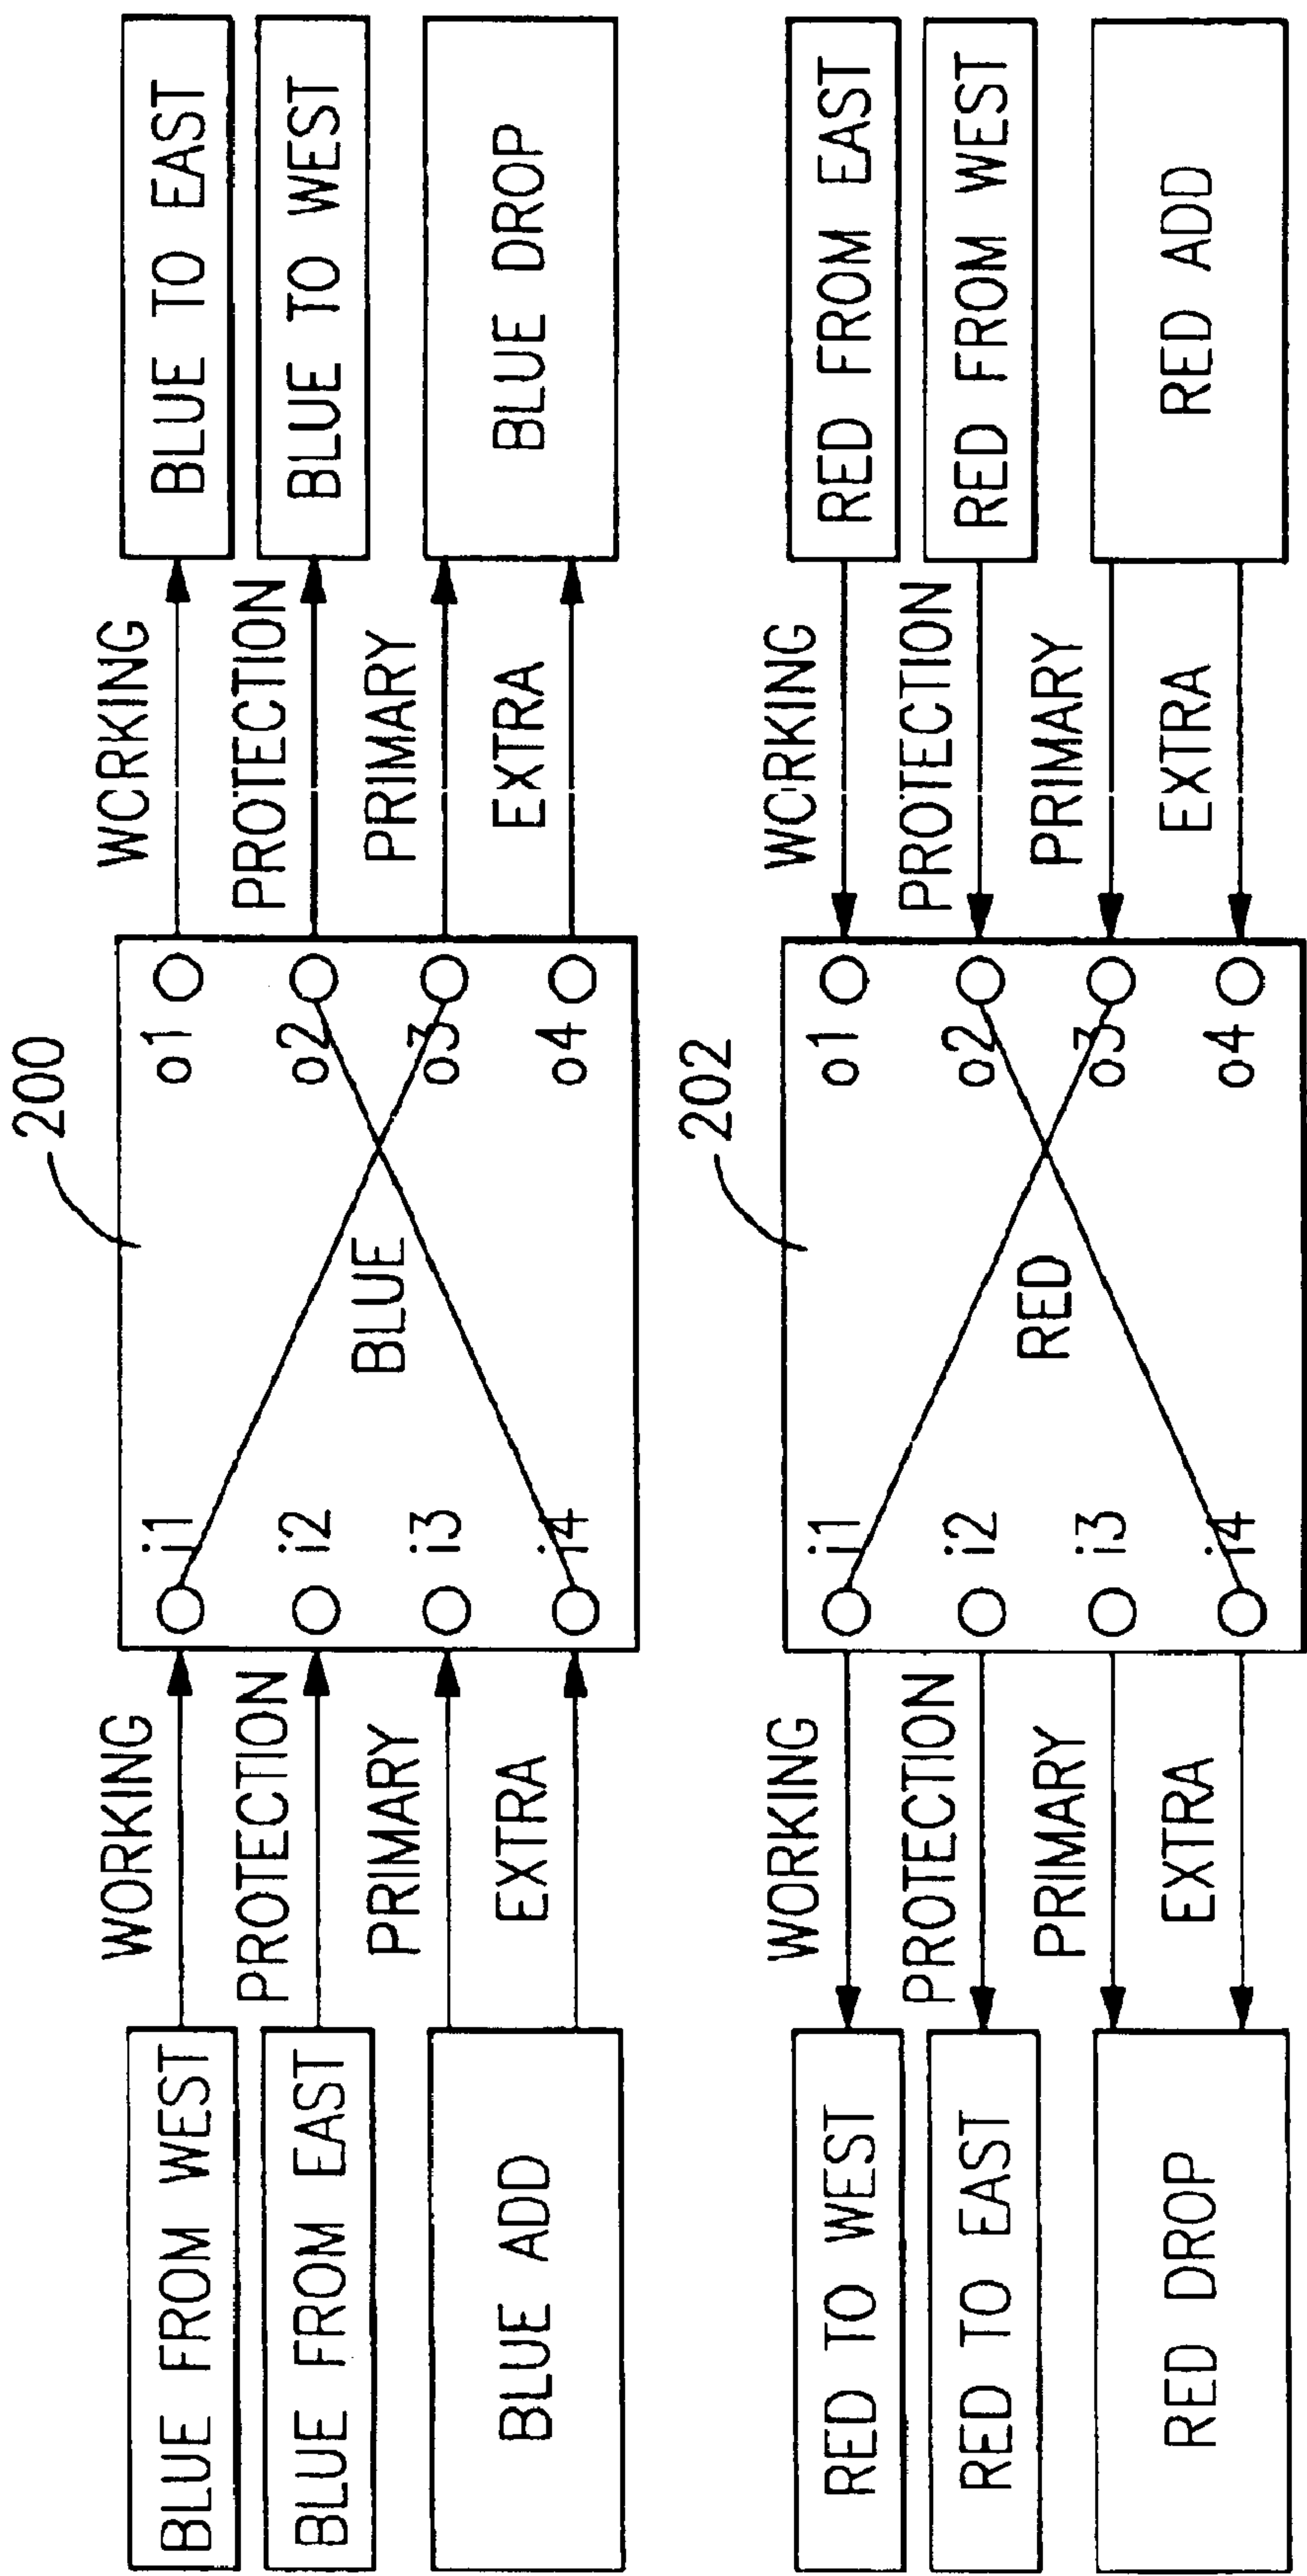 200
BLUE FROM WEST
WORKING
i1
o1
WORKING
BLUE TO EAST
BLUE FROM EAST
PROTECTION
i2
o2
PROTECTION
BLUE TO WEST
BLUE
BLUE ADD
PRIMARY
i3
o3
PRIMARY
BLUE DROP
EXTRA
i4
o4
EXTRA
202
RED TO WEST
WORKING
i1
o1
WORKING
RED FROM EAST
RED TO EAST
PROTECTION
i2
o2
PROTECTION
RED FROM WEST
RED
RED DROP
PRIMARY
i3
o3
PRIMARY
RED ADD
EXTRA
i4
o4
EXTRA